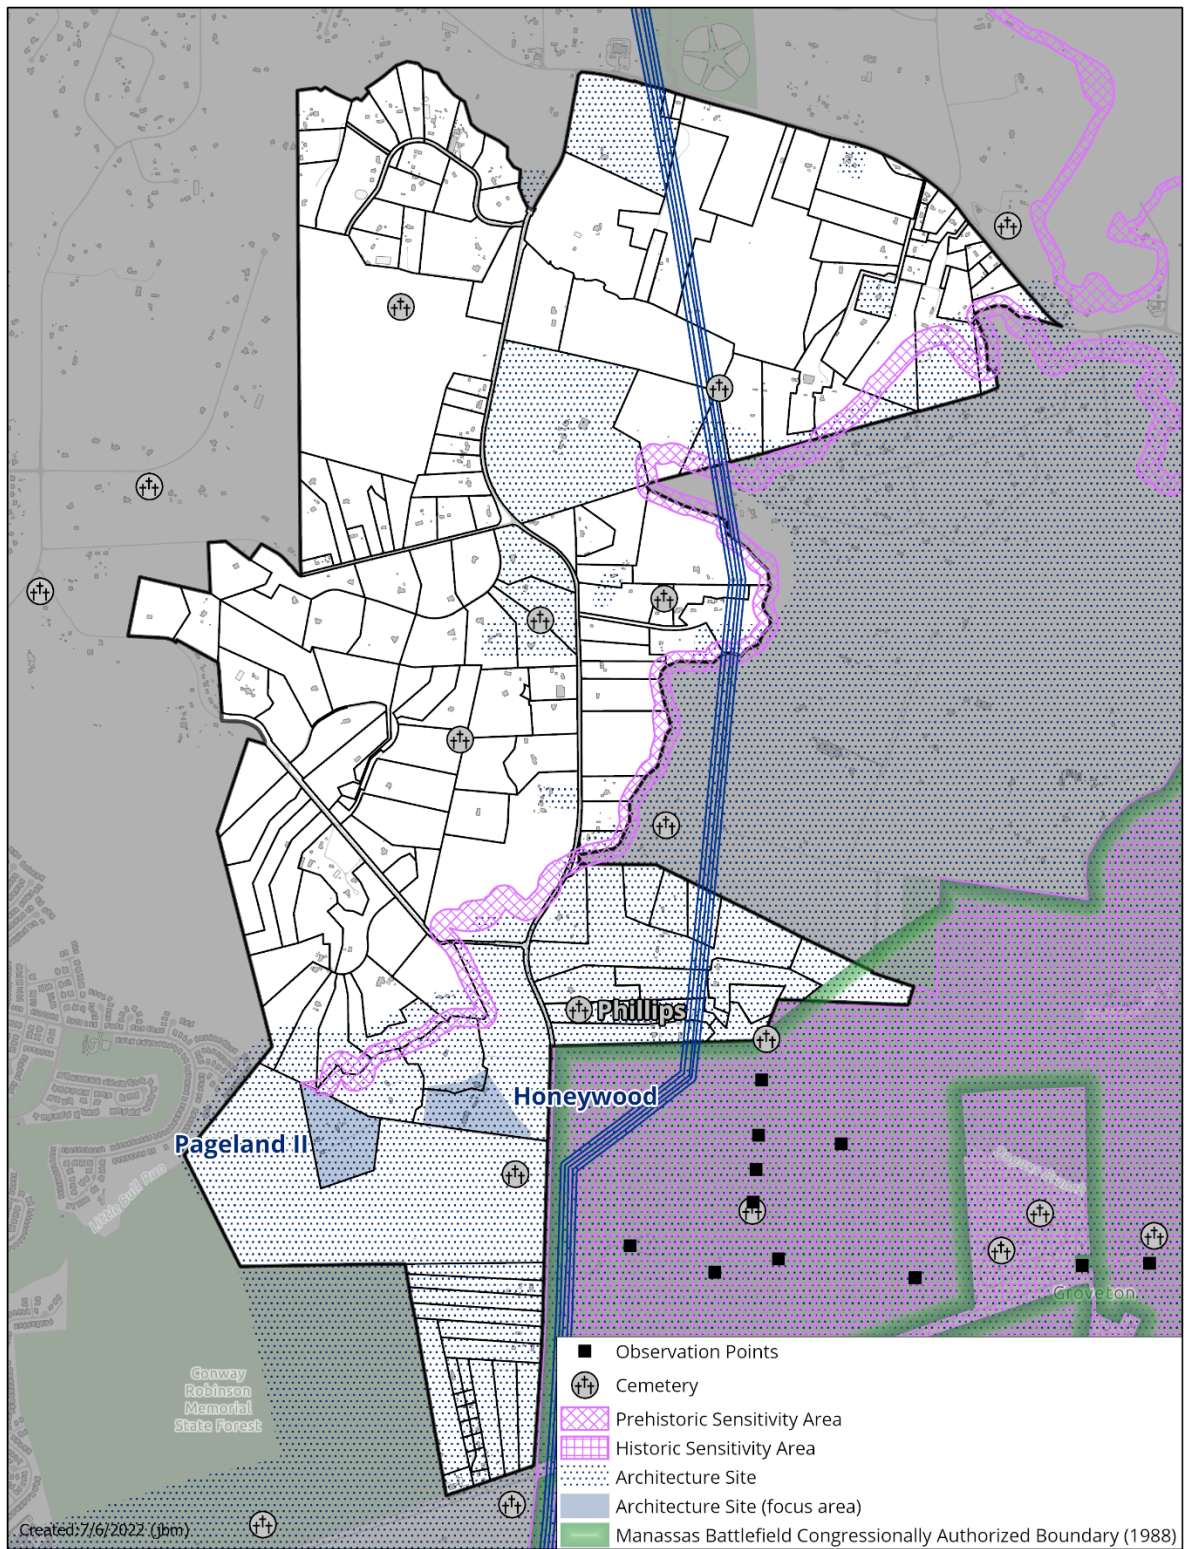 Phillips
Honeywood
Pageland II
Little Bull Run
Groveton
Conway
Robinson
Memorial
State Forest
Observation Points
Cemetery
Prehistoric Sensitivity Area
Historic Sensitivity Area
Architecture Site
Architecture Site (focus area)
Manassas Battlefield Congressionally Authorized Boundary (1988)
Created:7/6/2022 (jbm)